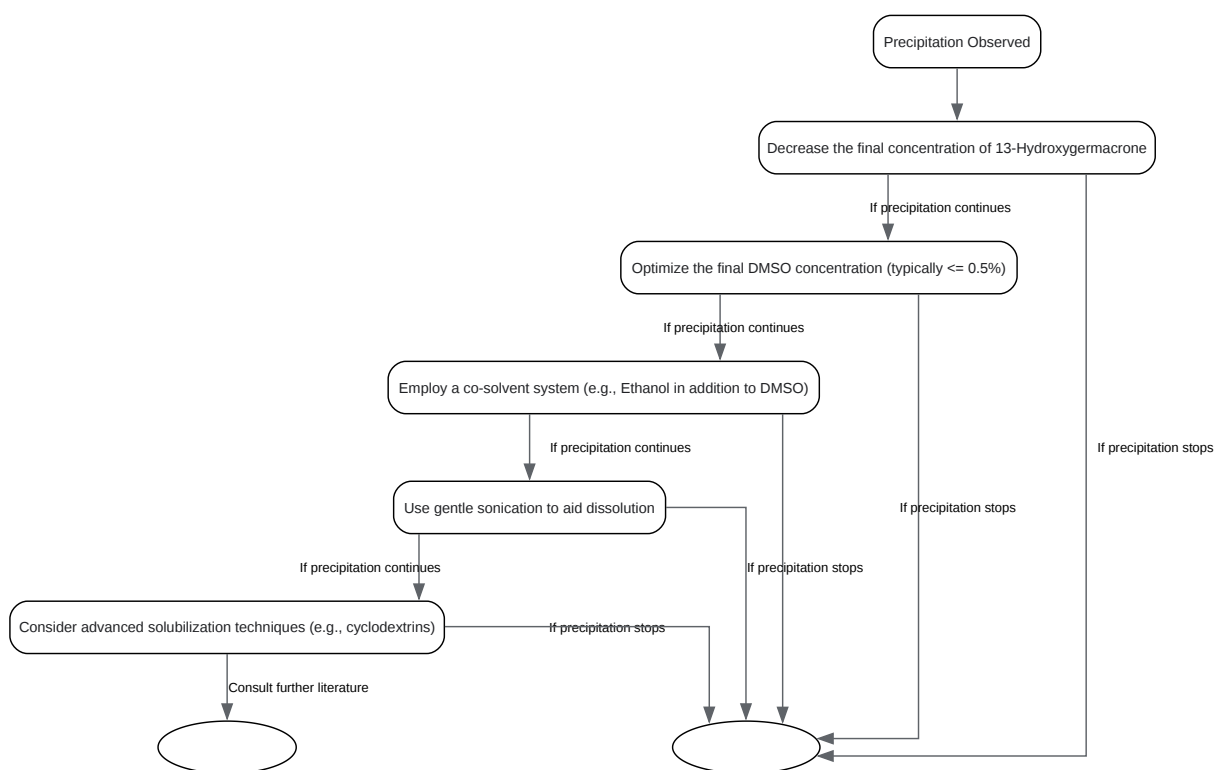 Precipitation Observed
Decrease the final concentration of 13-Hydroxygermacrone
If precipitation continues
Optimize the final DMSO concentration (typically <= 0.5%)
If precipitation continues
Employ a co-solvent system (e.g., Ethanol in addition to DMSO)
If precipitation continues
If precipitation stops
Use gentle sonication to aid dissolution
If precipitation stops
If precipitation continues
If precipitation stops
Consider advanced solubilization techniques (e.g., cyclodextrins)
If precipitation stops
Consult further literature